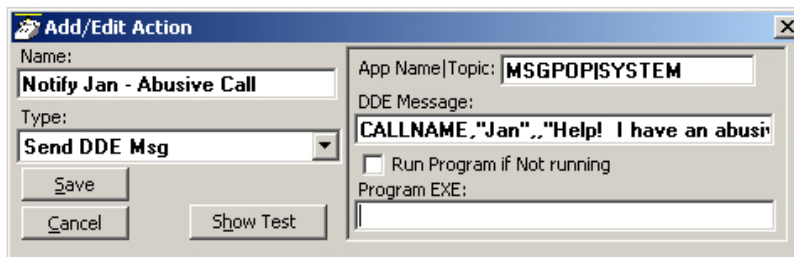 Add/Edit Action
Name:
Notify Jan - Abusive Call
Type:
Send DDE Msg
Save
Cancel
Show Test
App Name|Topic: MSGPOP|SYSTEM
DDE Message:
CALLNAME,"Jan",,"Help! I have an abusi
Run Program if Not running
Program EXE: